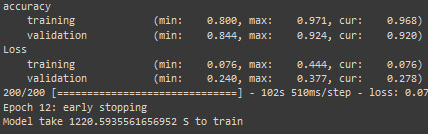 accuracy
training (min: 0.800, max: 0.971, cur: 0.968)
validation (min: 0.844, max: 0.924, cur: 0.920)
Loss
training (min: 0.076, max: 0.444, cur: 0.076)
validation (min: 0.240, max: 0.377, cur: 0.278)
200/200 [==============================] - 102s 510ms/step - loss: 0.07
Epoch 12: early stopping
Model take 1220.5935561656952 S to train